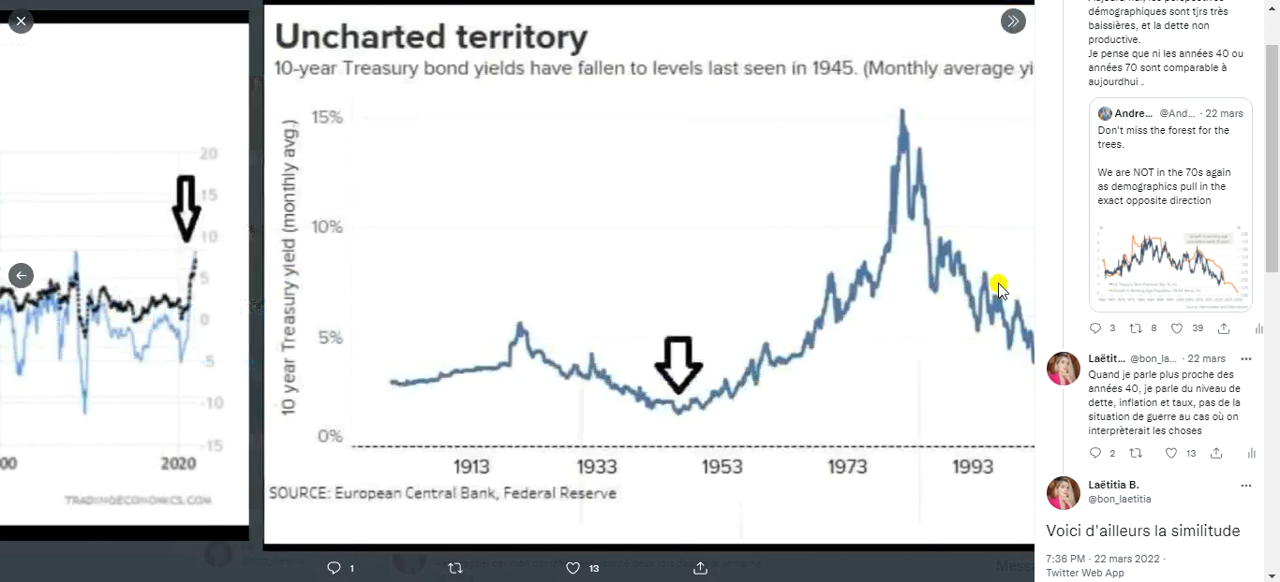 20
15
10
5
0
-5
-10
-15
2020
TRADINGECONOMICS.COM
Uncharted territory
10-year Treasury bond yields have fallen to levels last seen in 1945. (Monthly average yi
10 year Treasury yield (monthly avg.)
15%
10%
5%
0%
1913
1933
1953
1973
1993
SOURCE: European Central Bank, Federal Reserve
1
13
démographiques sont tjrs très
baissières, et la dette non
productive.
Je pense que ni les années 40 ou
années 70 sont comparable à
aujourdhui .
Andre... @And... · 22 mars
Don't miss the forest for the
trees.
We are NOT in the 70s again
as demographics pull in the
exact opposite direction
3
8
39
Laëtit... @bon_la... · 22 mars
Quand je parle plus proche des
années 40, je parle du niveau de
dette, inflation et taux, pas de la
situation de guerre au cas où on
interprèterait les choses
2
13
Laëtitia B.
@bon_laetitia
Voici d'ailleurs la similitude
7:36 PM · 22 mars 2022 ·
Twitter Web App